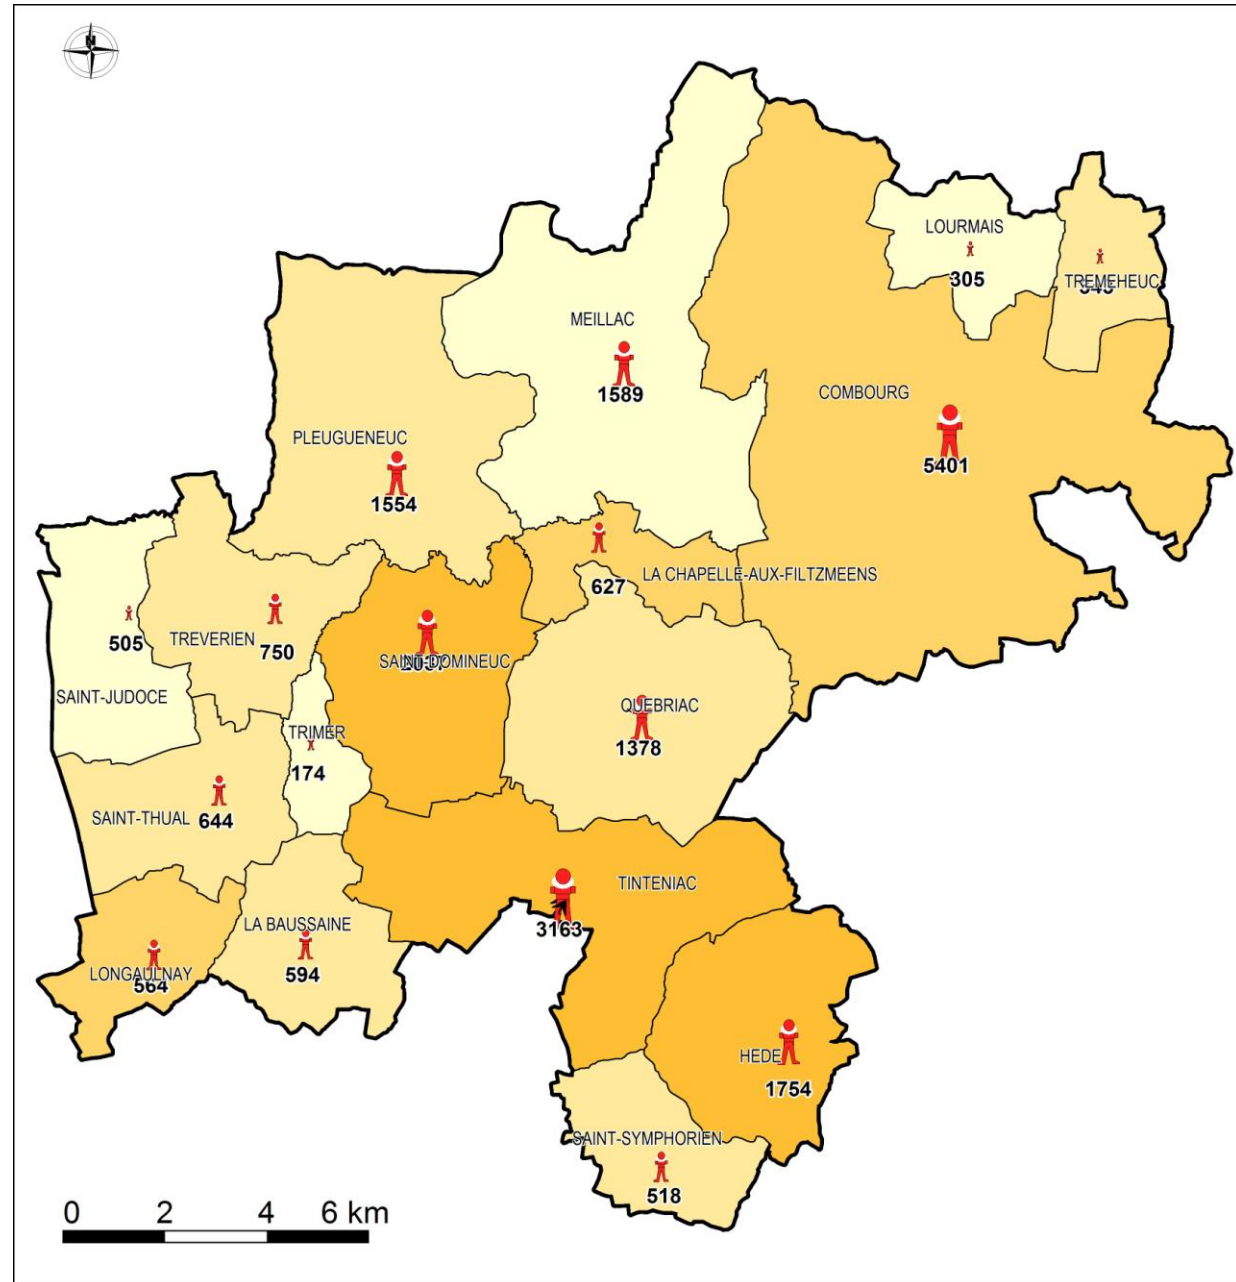 N
LOURMAIS
305
TREMEHEUC
MEILLAC
1589
COMBOURG
5401
PLEUGUENEUC
1554
LA CHAPELLE-AUX-FILTZMEENS
627
505
TREVERIEN
750
SAINT-DOMINEUC
SAINT-JUDOCE
QUEBRIAC
1378
TRIMER
174
SAINT-THUAL
644
TINTENIAC
3163
LA BAUSSAINE
594
LONGAULNAY
564
HEDE
1754
SAINT-SYMPHORIEN
518
0 2 4 6 km